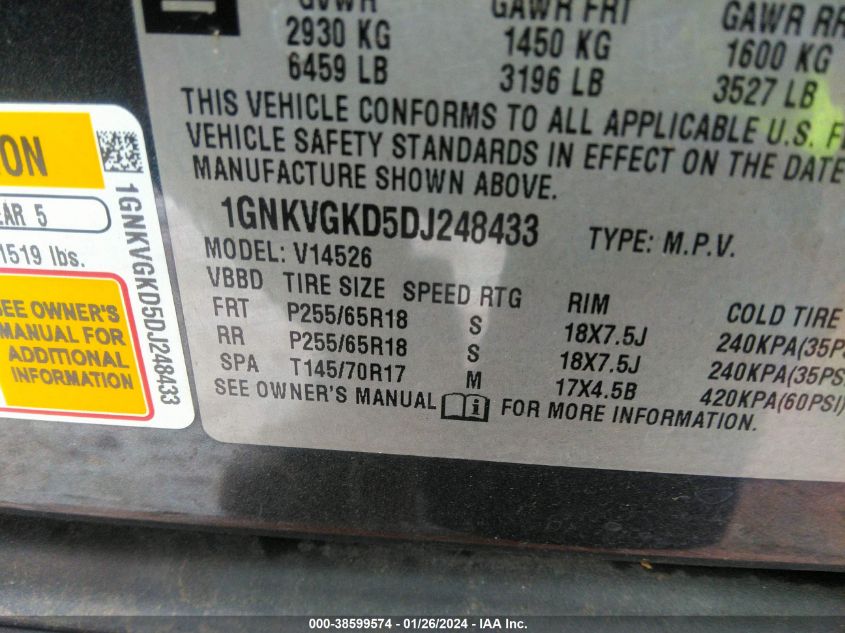 GVWR GAWR FRT GAWR RR
2930 KG 1450 KG 1600 KG
6459 LB 3196 LB 3527 LB
THIS VEHICLE CONFORMS TO ALL APPLICABLE U.S.
VEHICLE SAFETY STANDARDS IN EFFECT ON THE DATE
MANUFACTURE SHOWN ABOVE.
1GNKVGKD5DJ248433 TYPE: M.P.V.
MODEL: V14526
VBBD TIRE SIZE SPEED RTG RIM COLD TIRE
FRT P255/65R18 S 18X7.5J 240KPA(35PS
RR P255/65R18 S 18X7.5J 240KPA(35PSI
SPA T145/70R17 M 17X4.5B 420KPA(60PSI)
SEE OWNER'S MANUAL i FOR MORE INFORMATION.
ION
EAR 5
1519 lbs.
SEE OWNER'S
MANUAL FOR
ADDITIONAL
INFORMATION
1GNKVGKD5DJ248433
000-38599574 - 01/26/2024 - IAA Inc.